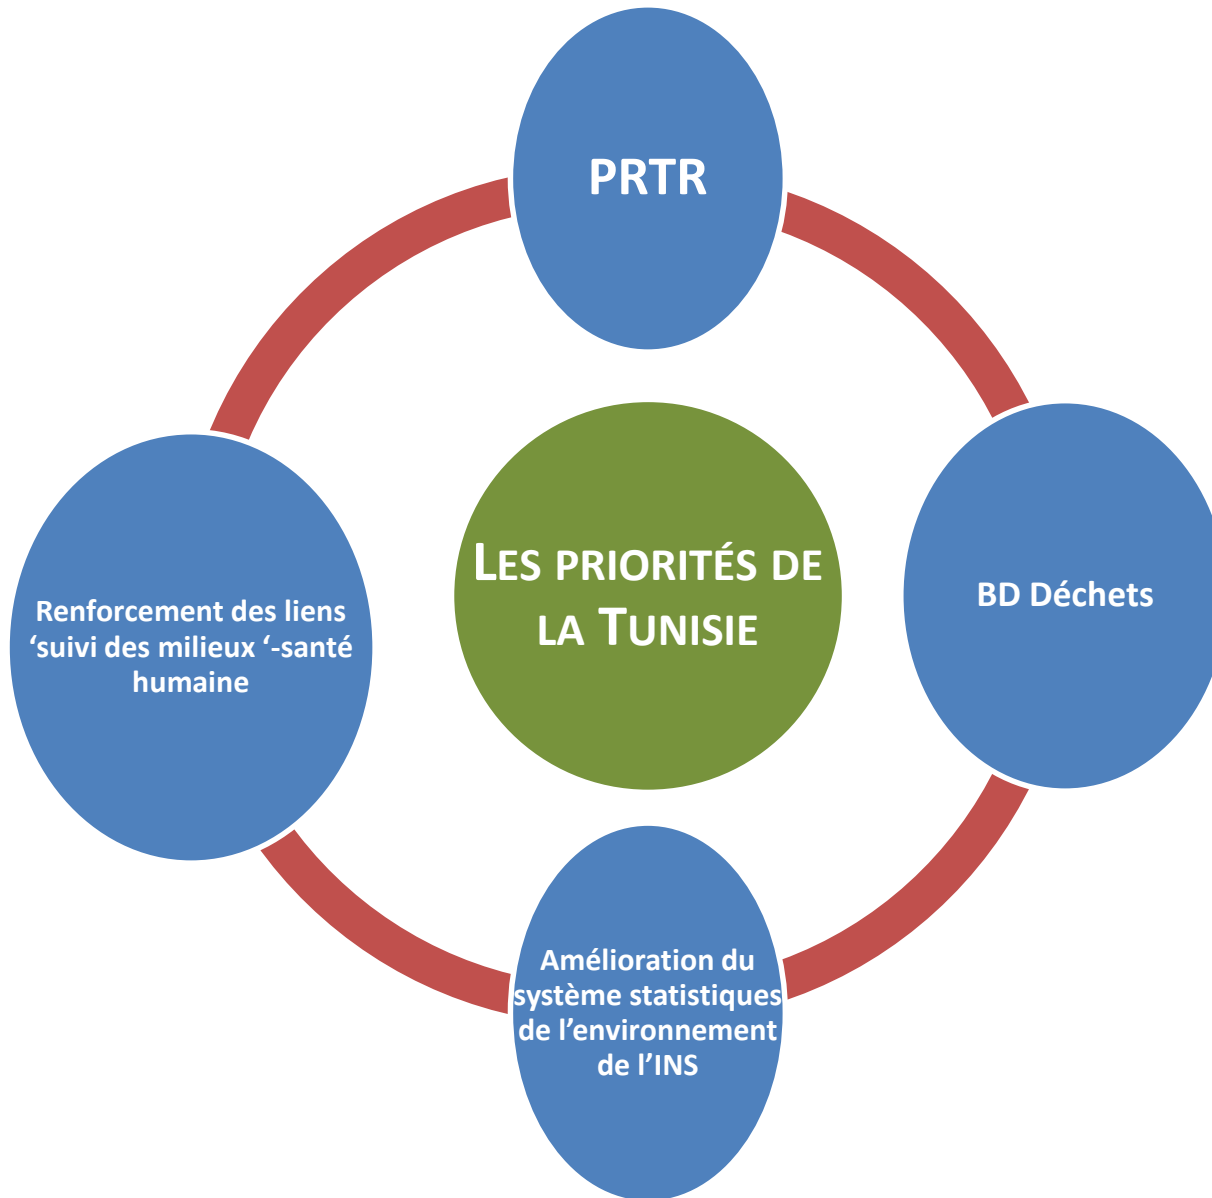 PRTR
LES PRIORITÉS DE
LA TUNISIE
BD Déchets
Renforcement des liens
‘suivi des milieux ‘-santé
humaine
Amélioration du
système statistiques
de l’environnement
de l’INS